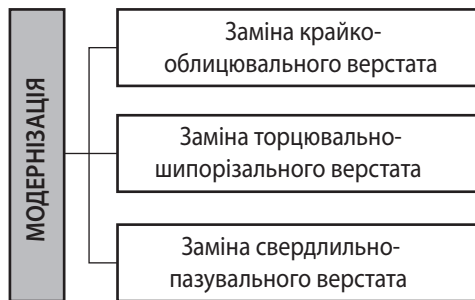 МОДЕРНІЗАЦІЯ
Заміна крайко-
облицювального верстата
Заміна торцювально-
шипорізального верстата
Заміна свердлильно-
пазувального верстата